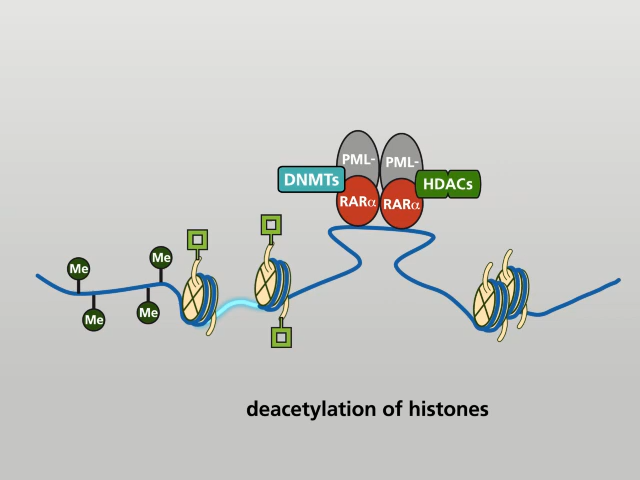 PML- PML-
DNMTs HDACs
RARα RARα
Me Me
Me Me
deacetylation of histones